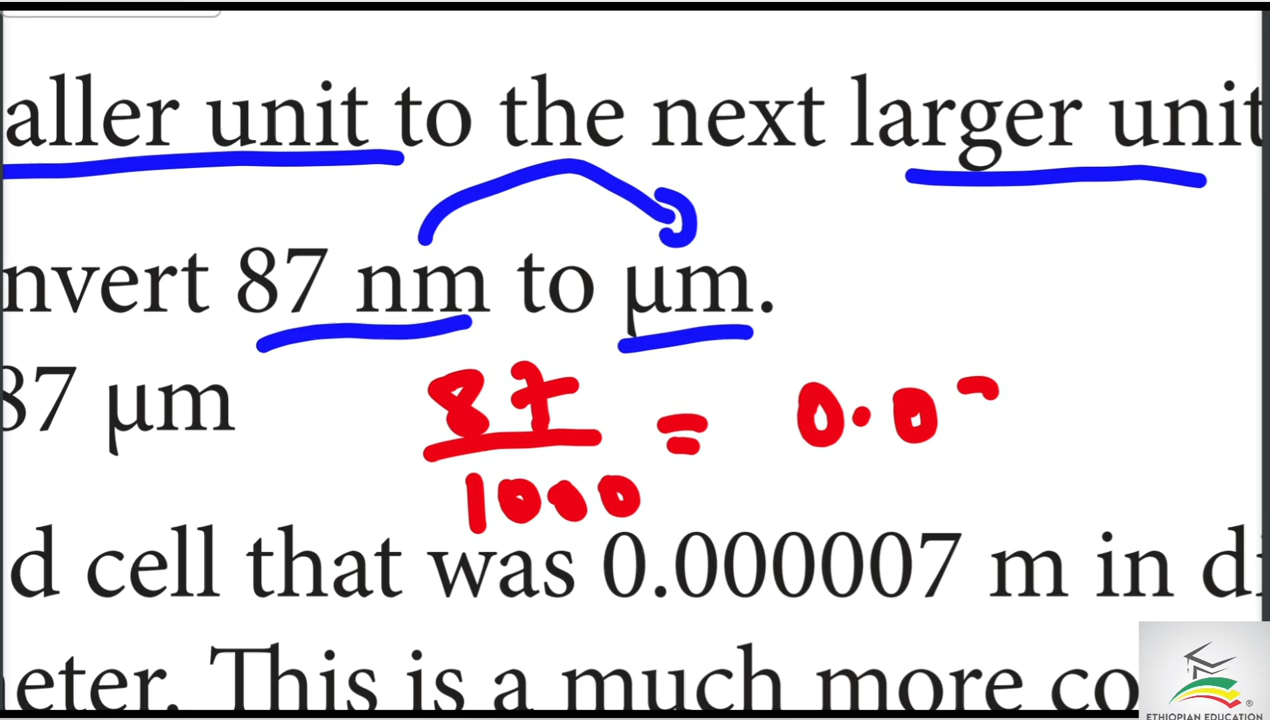 aller unit to the next larger unit
nvert 87 nm to µm.
87 µm
87
1000
= 0.0
d cell that was 0.000007 m in di
eter. This is a much more co
ETHIOPIAN EDUCATION
®